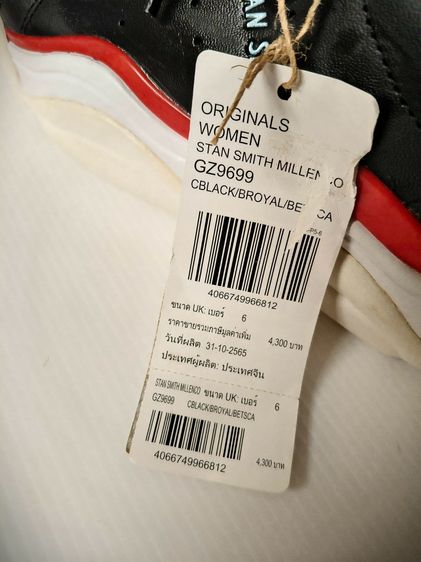 AN S
ORIGINALS
WOMEN
STAN SMITH MILLENCO
GZ9699
CBLACK/BROYAL/BETSCA
4066749966812
ขนาด UK: เบอร์ 6
ราคาขายรวมภาษีมูลค่าเพิ่ม 4,300 บาท
วันที่ผลิต 31-10-2565
ประเทศผู้ผลิต: ประเทศจีน
STAN SMITH MILLENCO ขนาด UK: เบอร์ 6
GZ9699 CBLACK/BROYAL/BETSCA
4066749966812 4,300 บาท